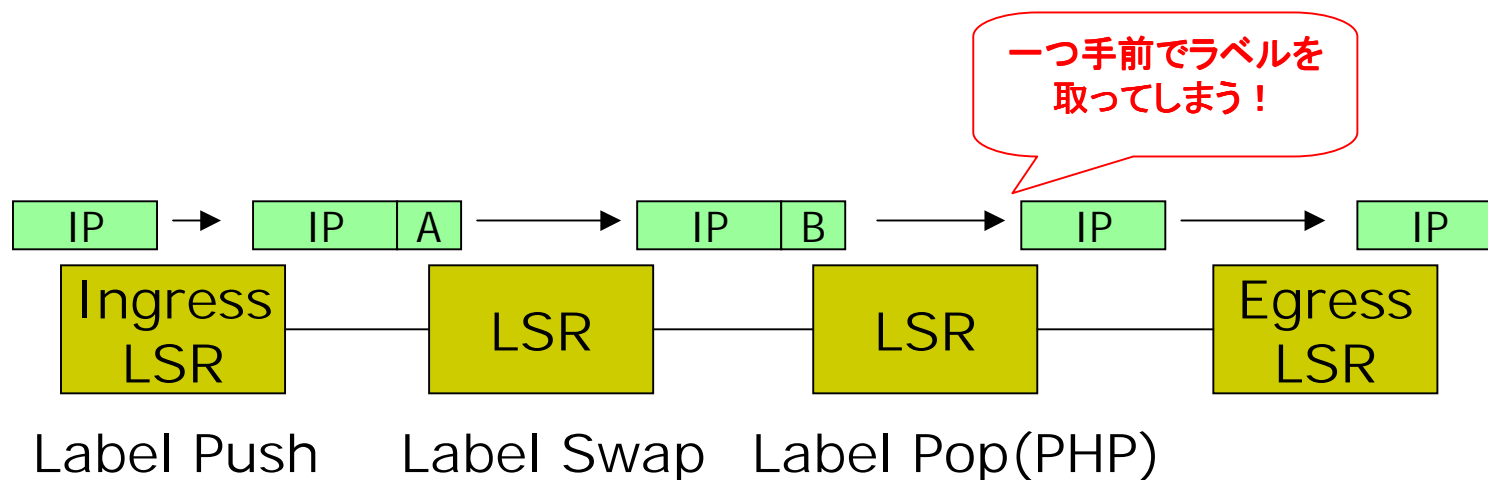 一つ手前でラベルを
取ってしまう！
IP
IP A
IP B
IP
IP
Ingress
LSR
LSR
LSR
Egress
LSR
Label Push
Label Swap
Label Pop(PHP)